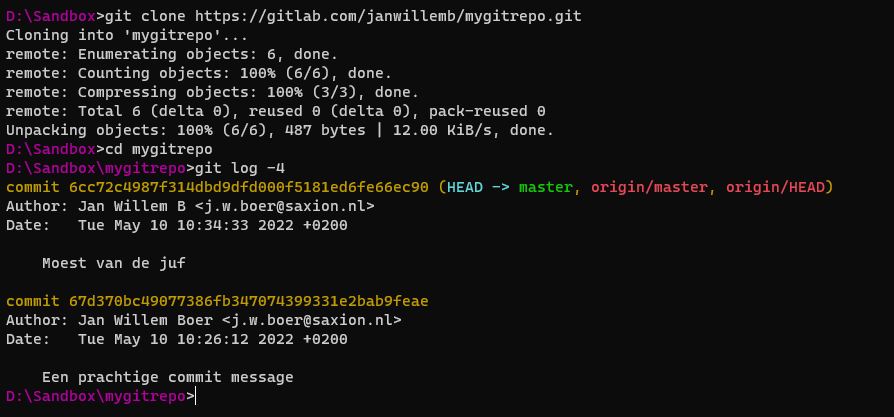 D:\Sandbox>git clone https://gitlab.com/janwillemb/mygitrepo.git
Cloning into 'mygitrepo'...
remote: Enumerating objects: 6, done.
remote: Counting objects: 100% (6/6), done.
remote: Compressing objects: 100% (3/3), done.
remote: Total 6 (delta 0), reused 0 (delta 0), pack-reused 0
Unpacking objects: 100% (6/6), 487 bytes | 12.00 KiB/s, done.
D:\Sandbox>cd mygitrepo
D:\Sandbox\mygitrepo>git log -4
commit 6cc72c4987f314dbd9dfd000f5181ed6fe66ec90 (HEAD -> master, origin/master, origin/HEAD)
Author: Jan Willem B <j.w.boer@saxion.nl>
Date:   Tue May 10 10:34:33 2022 +0200

    Moest van de juf

commit 67d370bc49077386fb347074399331e2bab9feae
Author: Jan Willem Boer <j.w.boer@saxion.nl>
Date:   Tue May 10 10:26:12 2022 +0200

    Een prachtige commit message
D:\Sandbox\mygitrepo>